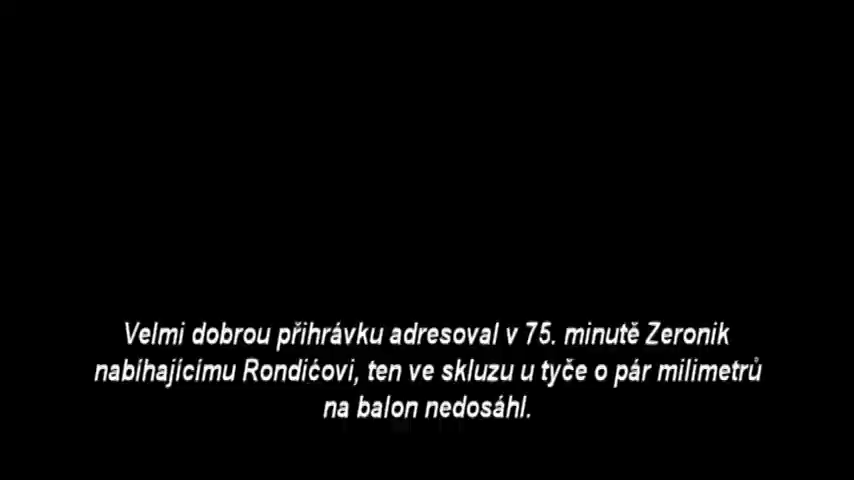 Velmi dobrou přihrávku adresoval v 75. minutě Zeronik
nabíhajícímu Rondićovi, ten ve skluzu u tyče o pár milimetrů
na balon nedosáhl.